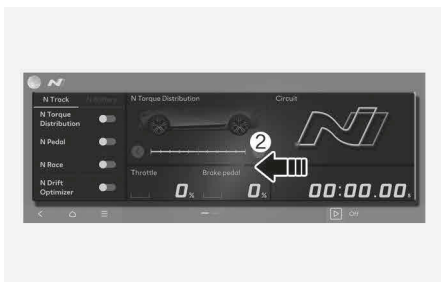 N
N Track
N Torque Distribution
Circuit
N Torque
Distribution
N Pedal
N Race
N Drift
Optimizer
2
N
Throttle
Brake pedal
0%
0%
00:00.00s
Off